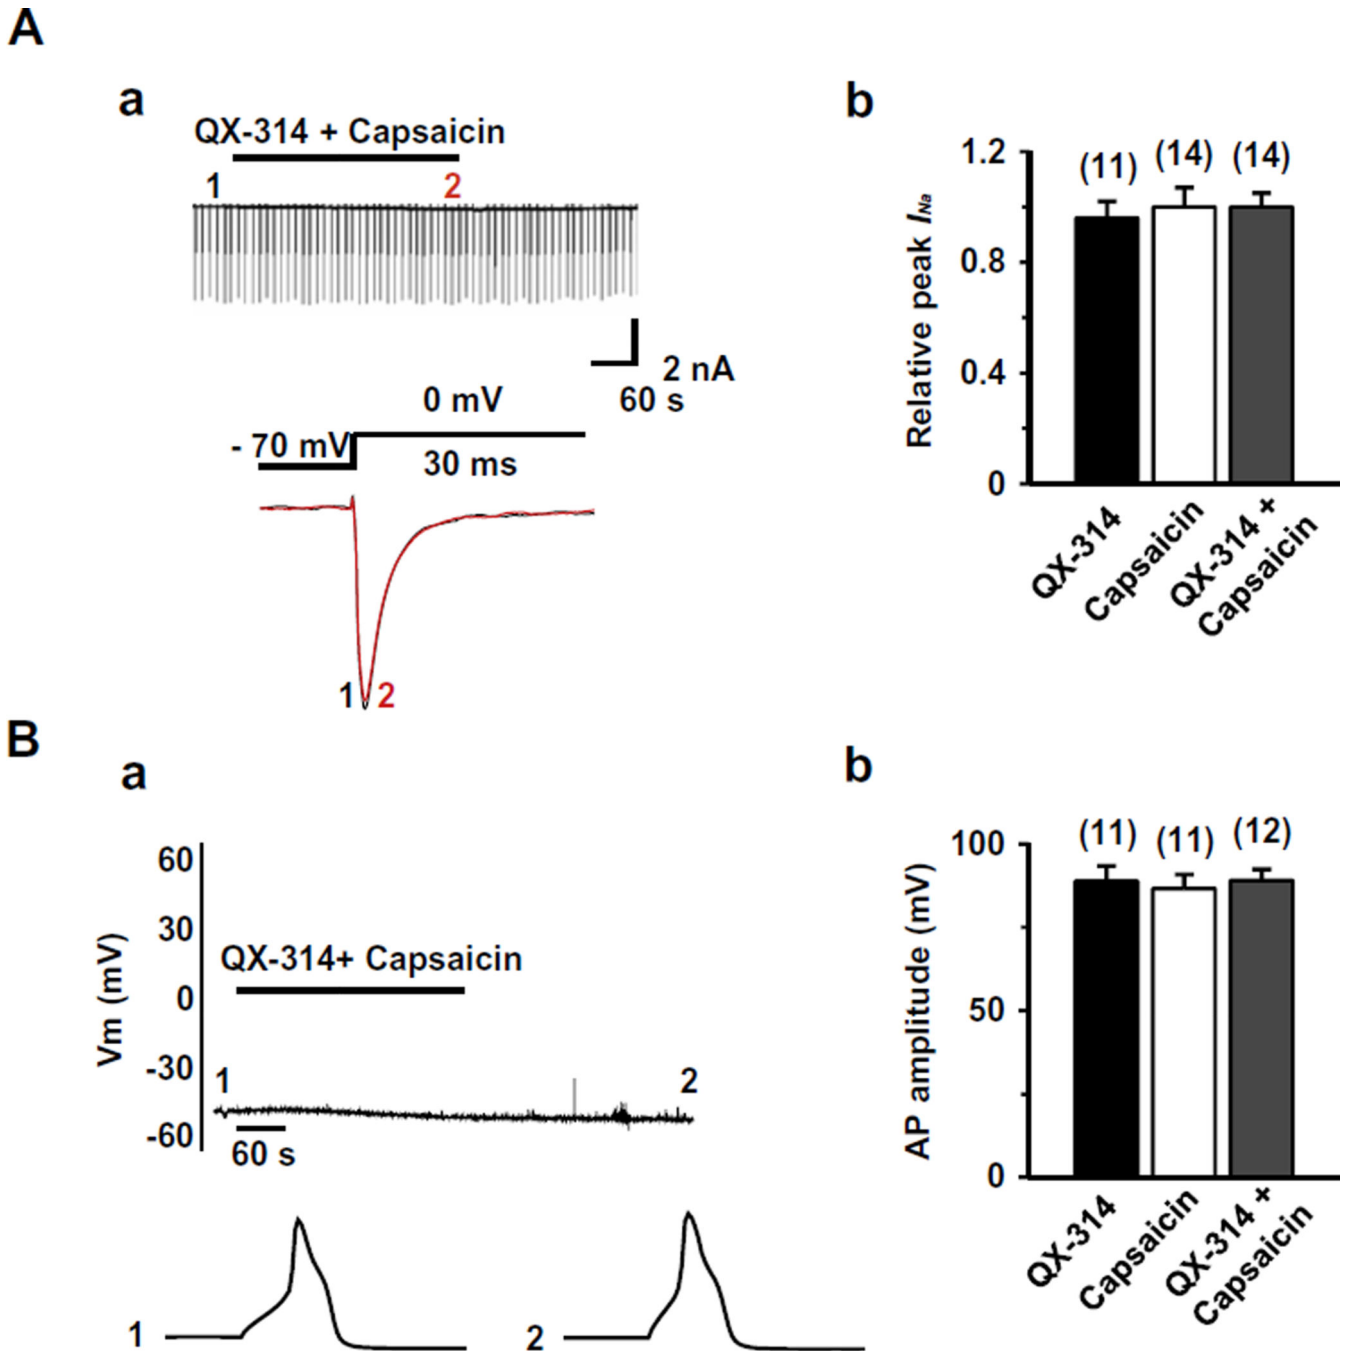 A
a
QX-314 + Capsaicin
1
2
2 nA
60 s
0 mV
- 70 mV
30 ms
1
2
b
Relative peak INa
1.2
0.8
0.4
0
(11)
(14)
(14)
QX-314
Capsaicin
QX-314 +
Capsaicin
B
a
Vm (mV)
60
30
0
-30
-60
QX-314+ Capsaicin
1
2
60 s
1
2
b
AP amplitude (mV)
100
50
0
(11)
(11)
(12)
QX-314
Capsaicin
QX-314 +
Capsaicin